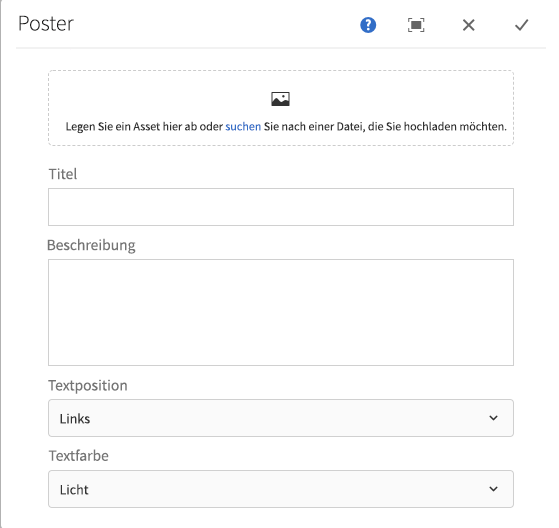 Poster
Legen Sie ein Asset hier ab oder suchen Sie nach einer Datei, die Sie hochladen möchten.
Titel
Beschreibung
Textposition
Links
Textfarbe
Licht